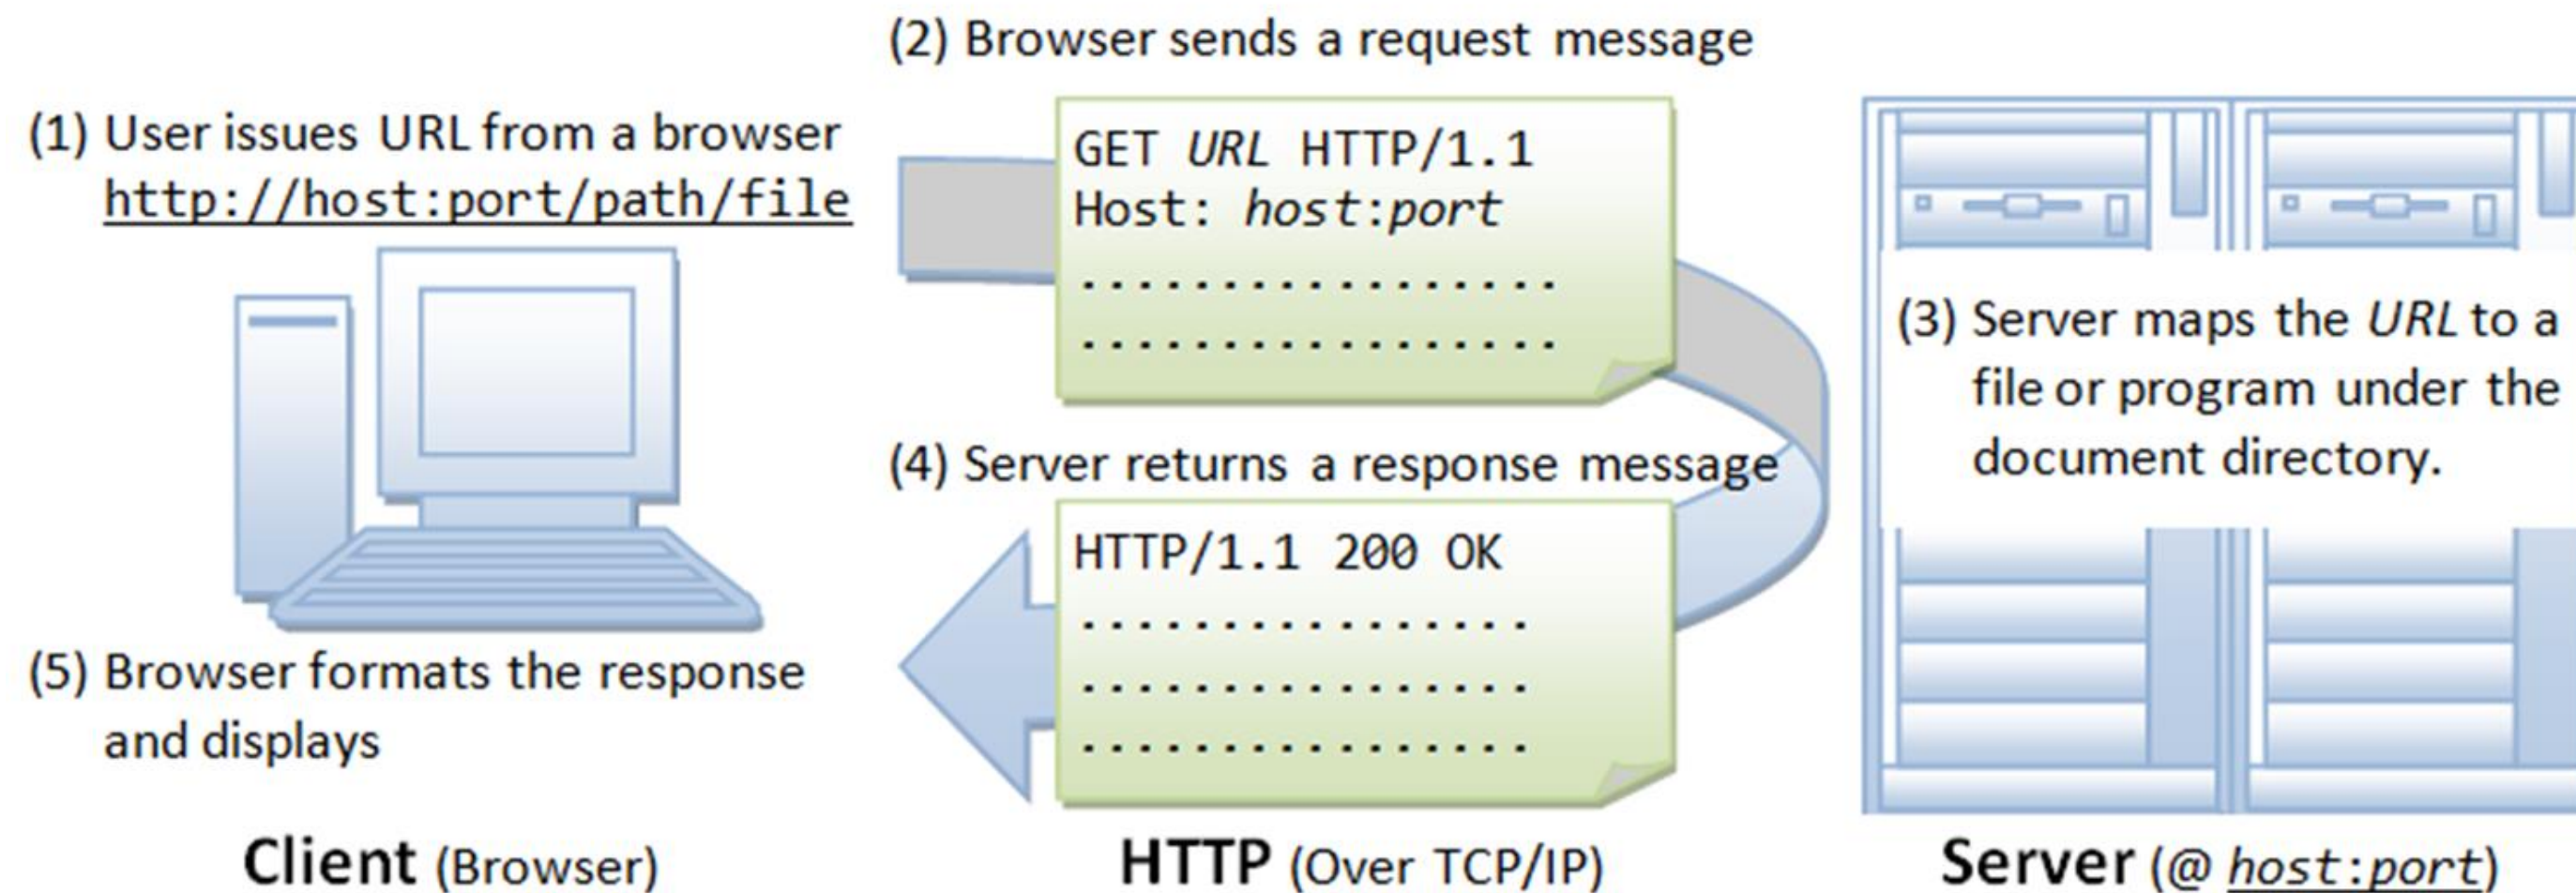 (1) User issues URL from a browser
http://host:port/path/file
(2) Browser sends a request message
GET URL HTTP/1.1
Host: host:port
. . . . . . . . . . . . . . . . .
. . . . . . . . . . . . . . . . .
(3) Server maps the URL to a
file or program under the
document directory.
(4) Server returns a response message
HTTP/1.1 200 OK
. . . . . . . . . . . . . . . .
. . . . . . . . . . . . . . . .
. . . . . . . . . . . . . . . .
(5) Browser formats the response
and displays
Client (Browser)
HTTP (Over TCP/IP)
Server (@ host:port)